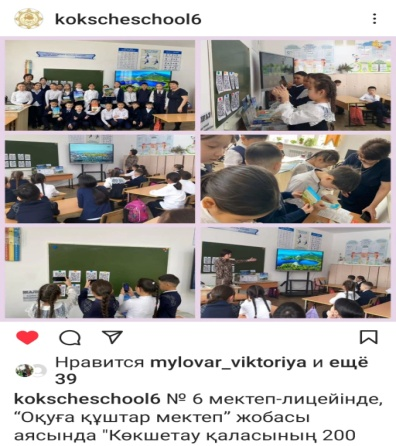 kokscheschool6
Нравится mylovar_viktoriya и ещё
39
kokscheschool6 № 6 мектеп-лицейінде,
“Оқуға құштар мектеп” жобасы
аясында "Көкшетау қаласының 200